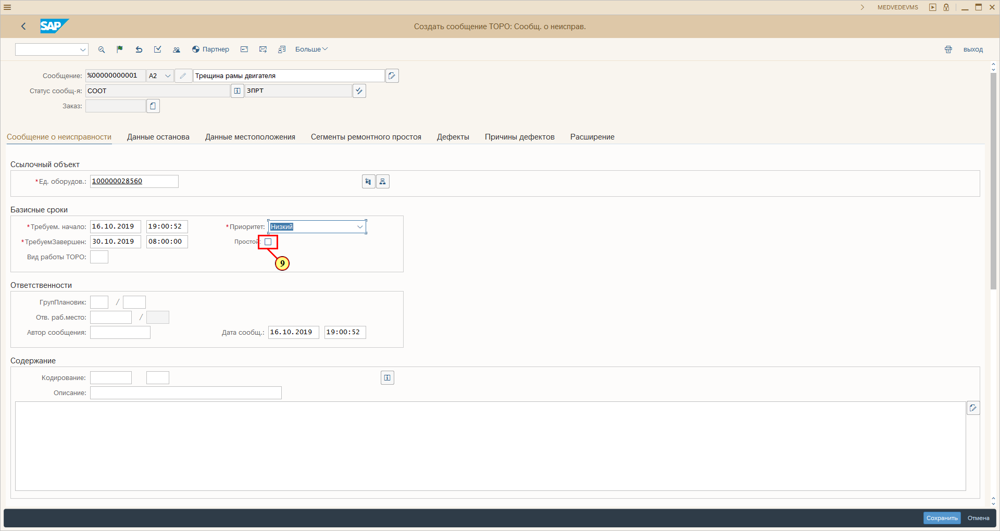 MEDVEDEVMS
SAP
Создать сообщение ТОРО: Сообщ. о неисправ.
Партнер
Больше
выход
Сообщение: %00000000001 A2 Трещина рамы двигателя
Статус сообщ-я: СООТ ЗПРТ
Заказ:
Сообщение о неисправности Данные останова Данные местоположения Сегменты ремонтного простоя Дефекты Причины дефектов Расширение
Ссылочный объект
*Ед. оборудов.: 100000028560
Базисные сроки
*Требуем. начало: 16.10.2019 19:00:52 *Приоритет: Низкий
*ТребуемЗавершен: 30.10.2019 08:00:00 Простой:
Вид работы ТОРО:
9
Ответственности
ГрупПлановик: /
Отв. раб.место: /
Автор сообщения: Дата сообщ.: 16.10.2019 19:00:52
Содержание
Кодирование:
Описание:
Сохранить Отмена